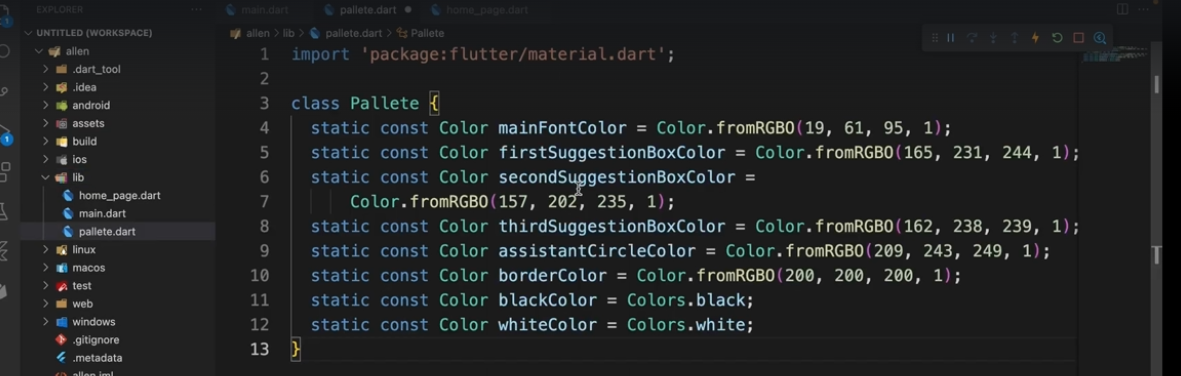 EXPLORER
main.dart
pallete.dart
home_page.dart
UNTITLED (WORKSPACE)
allen > lib > pallete.dart > Pallete
allen
.dart_tool
.idea
android
assets
build
ios
lib
home_page.dart
main.dart
pallete.dart
linux
macos
test
web
windows
.gitignore
.metadata
allen.iml
1 import 'package:flutter/material.dart';
2
3 class Pallete {
4 static const Color mainFontColor = Color.fromRGBO(19, 61, 95, 1);
5 static const Color firstSuggestionBoxColor = Color.fromRGBO(165, 231, 244, 1);
6 static const Color secondSuggestionBoxColor =
7 Color.fromRGBO(157, 202, 235, 1);
8 static const Color thirdSuggestionBoxColor = Color.fromRGBO(162, 238, 239, 1);
9 static const Color assistantCircleColor = Color.fromRGBO(209, 243, 249, 1);
10 static const Color borderColor = Color.fromRGBO(200, 200, 200, 1);
11 static const Color blackColor = Colors.black;
12 static const Color whiteColor = Colors.white;
13 }